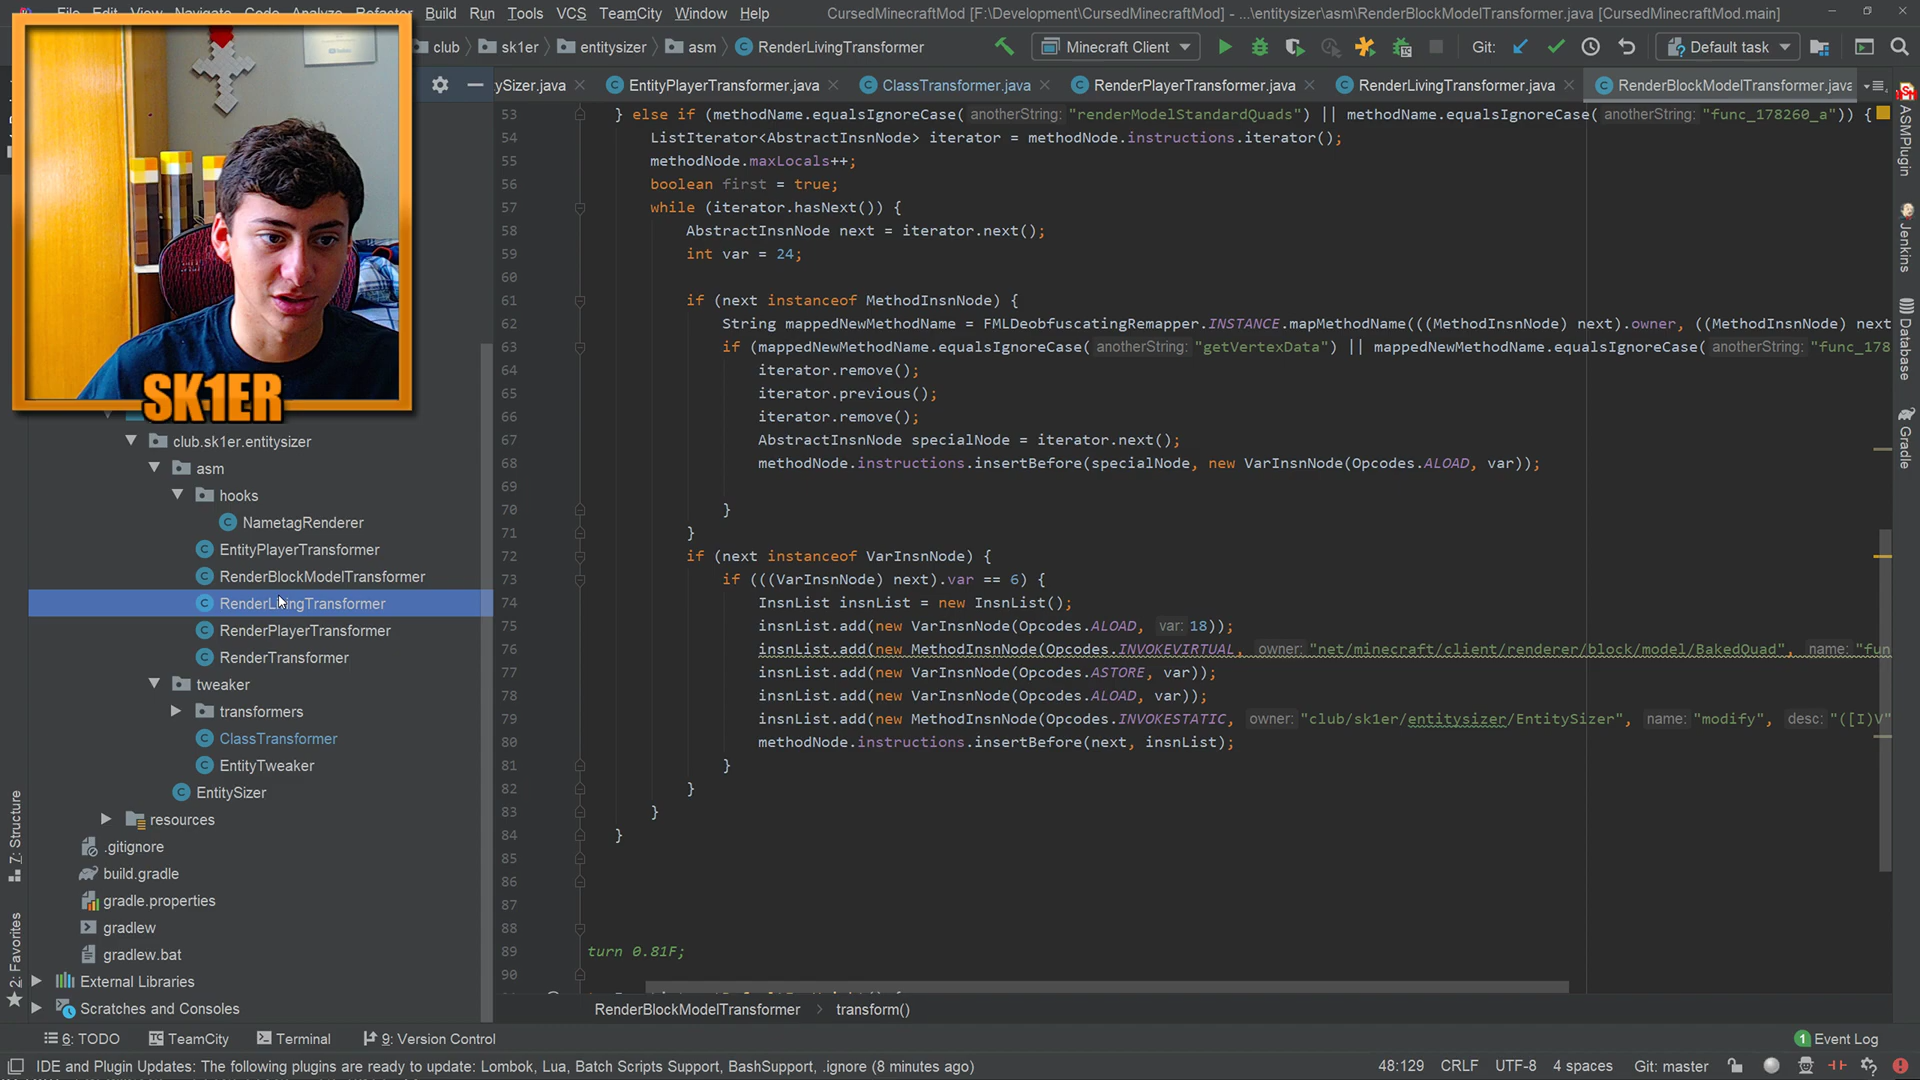 File Edit View Navigate Code Analyze Refactor Build Run Tools VCS TeamCity Window Help CursedMinecraftMod [F:\Development\CursedMinecraftMod] - ...\entitysizer\asm\RenderBlockModelTransformer.java [CursedMinecraftMod.main]
club sk1er entitysizer asm RenderLivingTransformer Minecraft Client Git: Default task
ySizer.java EntityPlayerTransformer.java ClassTransformer.java RenderPlayerTransformer.java RenderLivingTransformer.java RenderBlockModelTransformer.java
53 } else if (methodName.equalsIgnoreCase( anotherString: "renderModelStandardQuads") || methodName.equalsIgnoreCase( anotherString: "func_178260_a")) {
54 ListIterator<AbstractInsnNode> iterator = methodNode.instructions.iterator();
55 methodNode.maxLocals++;
56 boolean first = true;
57 while (iterator.hasNext()) {
58 AbstractInsnNode next = iterator.next();
59 int var = 24;
60
61 if (next instanceof MethodInsnNode) {
62 String mappedNewMethodName = FMLDeobfuscatingRemapper.INSTANCE.mapMethodName(((MethodInsnNode) next).owner, ((MethodInsnNode) next
63 if (mappedNewMethodName.equalsIgnoreCase( anotherString: "getVertexData") || mappedNewMethodName.equalsIgnoreCase( anotherString: "func_178
64 iterator.remove();
65 iterator.previous();
66 iterator.remove();
67 AbstractInsnNode specialNode = iterator.next();
68 methodNode.instructions.insertBefore(specialNode, new VarInsnNode(Opcodes.ALOAD, var));
69
70 }
71 }
72 if (next instanceof VarInsnNode) {
73 if (((VarInsnNode) next).var == 6) {
74 InsnList insnList = new InsnList();
75 insnList.add(new VarInsnNode(Opcodes.ALOAD, var: 18));
76 insnList.add(new MethodInsnNode(Opcodes.INVOKEVIRTUAL, owner: "net/minecraft/client/renderer/block/model/BakedQuad", name: "fun
77 insnList.add(new VarInsnNode(Opcodes.ASTORE, var));
78 insnList.add(new VarInsnNode(Opcodes.ALOAD, var));
79 insnList.add(new MethodInsnNode(Opcodes.INVOKESTATIC, owner: "club/sk1er/entitysizer/EntitySizer", name: "modify", desc: "([I)V"
80 methodNode.instructions.insertBefore(next, insnList);
81 }
82 }
83 }
84 }
85
86
87
88
89 turn 0.81F;
90
SK1ER
club.sk1er.entitysizer
asm
hooks
NametagRenderer
EntityPlayerTransformer
RenderBlockModelTransformer
RenderLivingTransformer
RenderPlayerTransformer
RenderTransformer
tweaker
transformers
ClassTransformer
EntityTweaker
EntitySizer
resources
.gitignore
build.gradle
gradle.properties
gradlew
gradlew.bat
External Libraries
Scratches and Consoles
7: Structure
2: Favorites
ASMPlugin
Jenkins
Database
Gradle
RenderBlockModelTransformer › transform()
6: TODO TeamCity Terminal 9: Version Control 1 Event Log
IDE and Plugin Updates: The following plugins are ready to update: Lombok, Lua, Batch Scripts Support, BashSupport, .ignore (8 minutes ago) 48:129 CRLF UTF-8 4 spaces Git: master